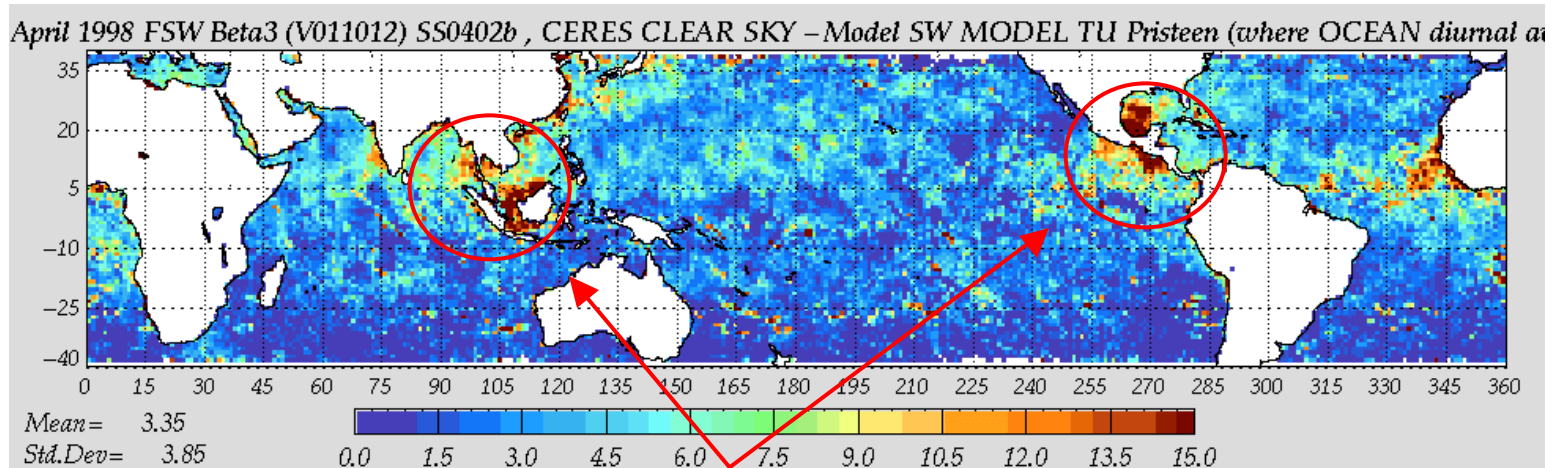 April 1998 FSW Beta3 (V011012) SS0402b , CERES CLEAR SKY –Model SW MODEL TU Pristeen (where OCEAN diurnal
35
20
5
–10
–25
–40
0 15 30 45 60 75 90 105 120 135 150 165 180 195 210 225 240 255 270 285 300 315 330 345 360
Mean= 3.35
Std.Dev= 3.85
0.0 1.5 3.0 4.5 6.0 7.5 9.0 10.5 12.0 13.5 15.0